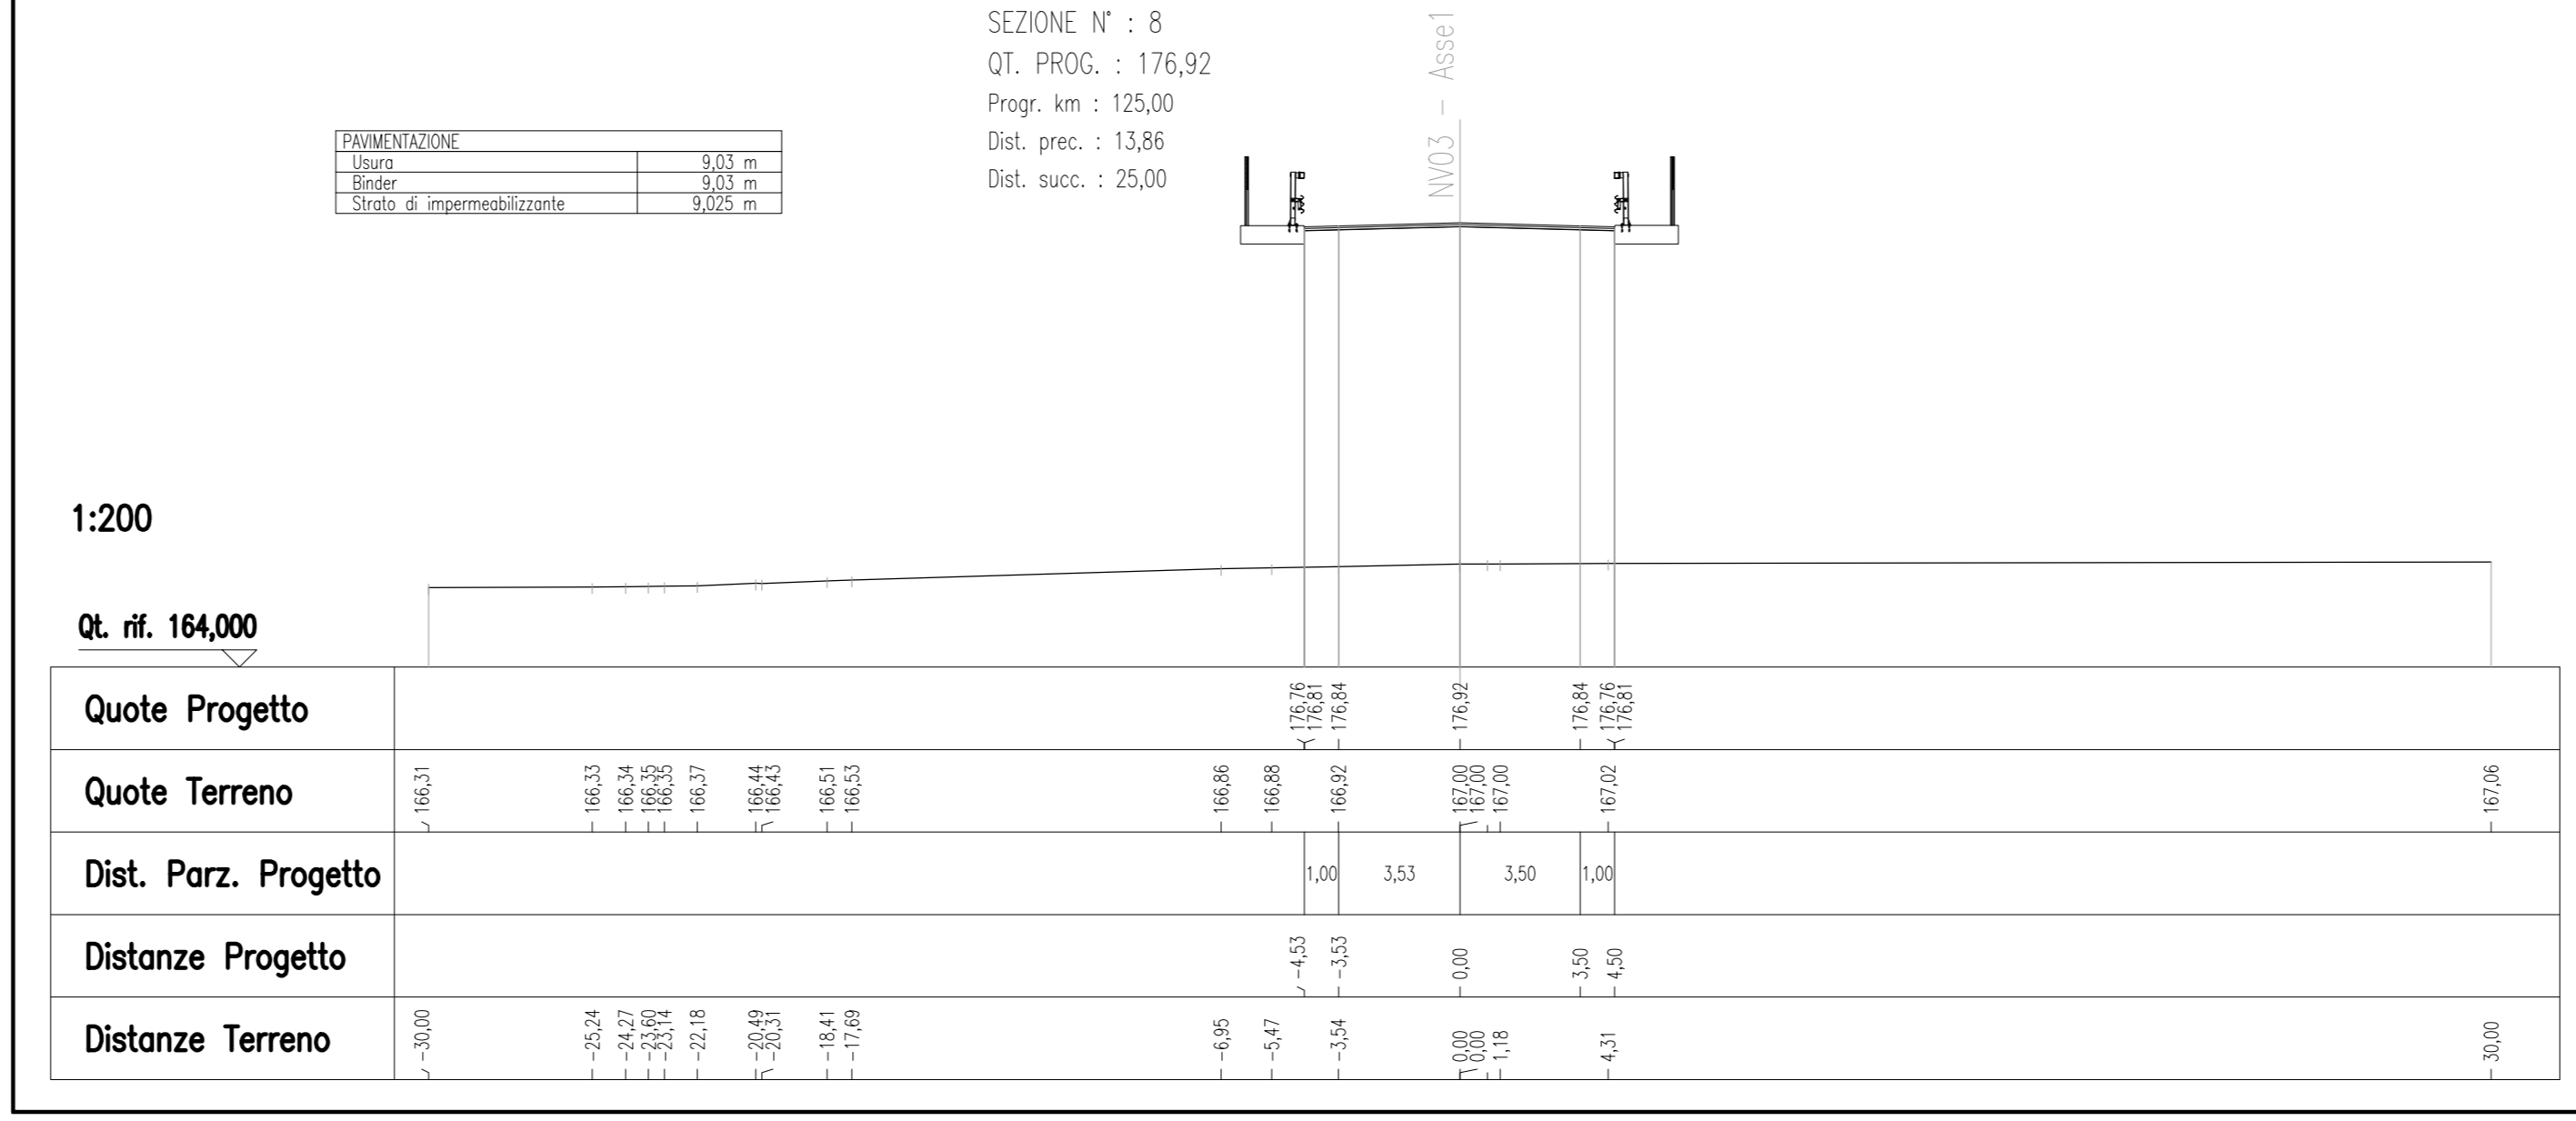 SEZIONE N° : 8
QT. PROG. : 176,92
Progr. km : 125,00
Dist. prec. : 13,86
Dist. succ. : 25,00
NV03 - Asse1
PAVIMENTAZIONE
Usura 9,03 m
Binder 9,03 m
Strato di impermeabilizzante 9,025 m
1:200
Qt. rif. 164,000
Quote Progetto 176,76 176,81 176,84 176,92 176,84 176,76 176,81
Quote Terreno 166,31 166,33 166,34 166,35 166,35 166,37 166,44 166,43 166,51 166,53 166,86 166,88 166,92 167,00 167,00 167,00 167,02 167,06
Dist. Parz. Progetto 1,00 3,53 3,50 1,00
Distanze Progetto -4,53 -3,53 0,00 3,50 4,50
Distanze Terreno -30,00 -25,24 -24,27 -23,60 -23,14 -22,18 -20,49 -20,31 -18,41 -17,69 -6,95 -5,47 -3,54 0,00 0,00 1,18 4,31 30,00